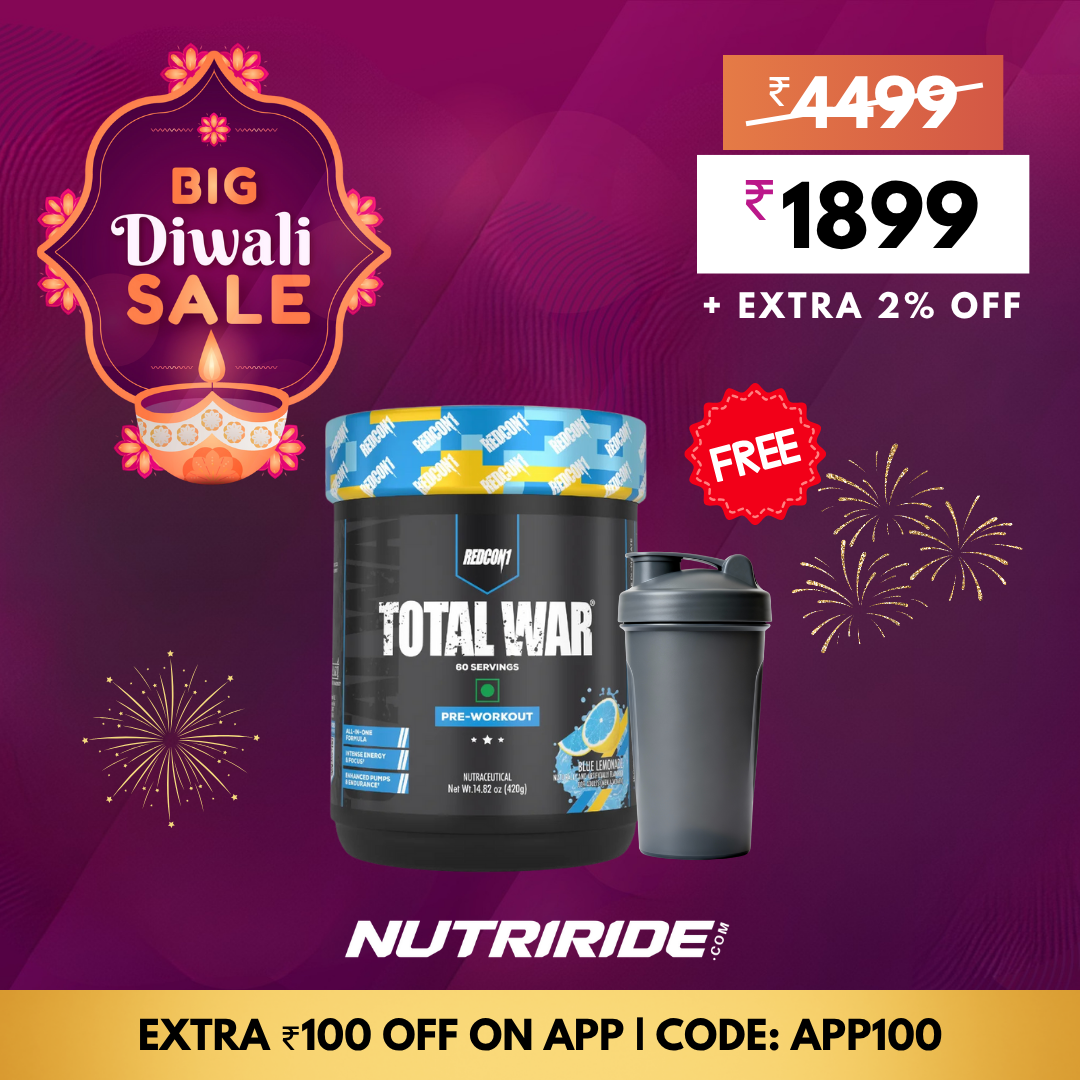 BIG
Diwali
SALE
₹4499
₹1899
+ EXTRA 2% OFF
FREE
REDCON1
REDCON1
TOTAL WAR®
60 SERVINGS
PRE-WORKOUT
ALL-IN-ONE
FORMULA
INTENSE ENERGY
& FOCUS†
ENHANCED PUMPS
& ENDURANCE†
NUTRACEUTICAL
Net Wt.14.82 oz (420g)
BLUE LEMONADE
NUTRIRIDE.COM
EXTRA ₹100 OFF ON APP | CODE: APP100